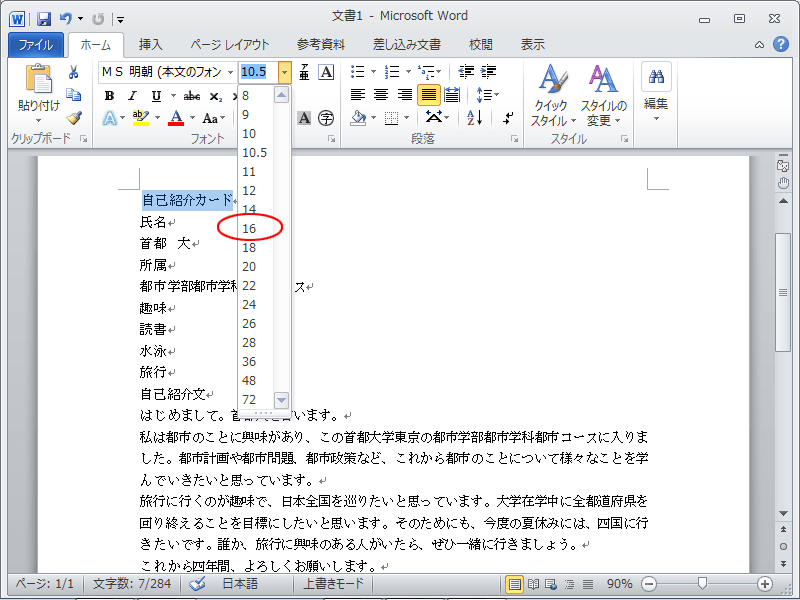 文書1 - Microsoft Word
ファイル ホーム 挿入 ページ レイアウト 参考資料 差し込み文書 校閲 表示
貼り付け
クリップボード
MS 明朝 (本文のフォン 10.5
B I U abc x₂
Aa
フォント
段落
クイック スタイル
スタイルの 変更
スタイル
編集
8
9
10
10.5
11
12
14
16
18
20
22
24
26
28
36
48
72
自己紹介カード
氏名
首都 大
所属
都市学部都市学科 ス
趣味
読書
水泳
旅行
自己紹介文
はじめまして。首 います。
私は都市のことに興味があり、この首都大学東京の都市学部都市学科都市コースに入りま
した。都市計画や都市問題、都市政策など、これから都市のことについて様々なことを学
んでいきたいと思っています。
旅行に行くのが趣味で、日本全国を巡りたいと思っています。大学在学中に全都道府県を
回り終えることを目標にしたいと思います。そのためにも、今度の夏休みには、四国に行
きたいです。誰か、旅行に興味のある人がいたら、ぜひ一緒に行きましょう。
これから四年間、よろしくお願いします。
ページ: 1/1 文字数: 7/284 日本語 上書きモード 90%